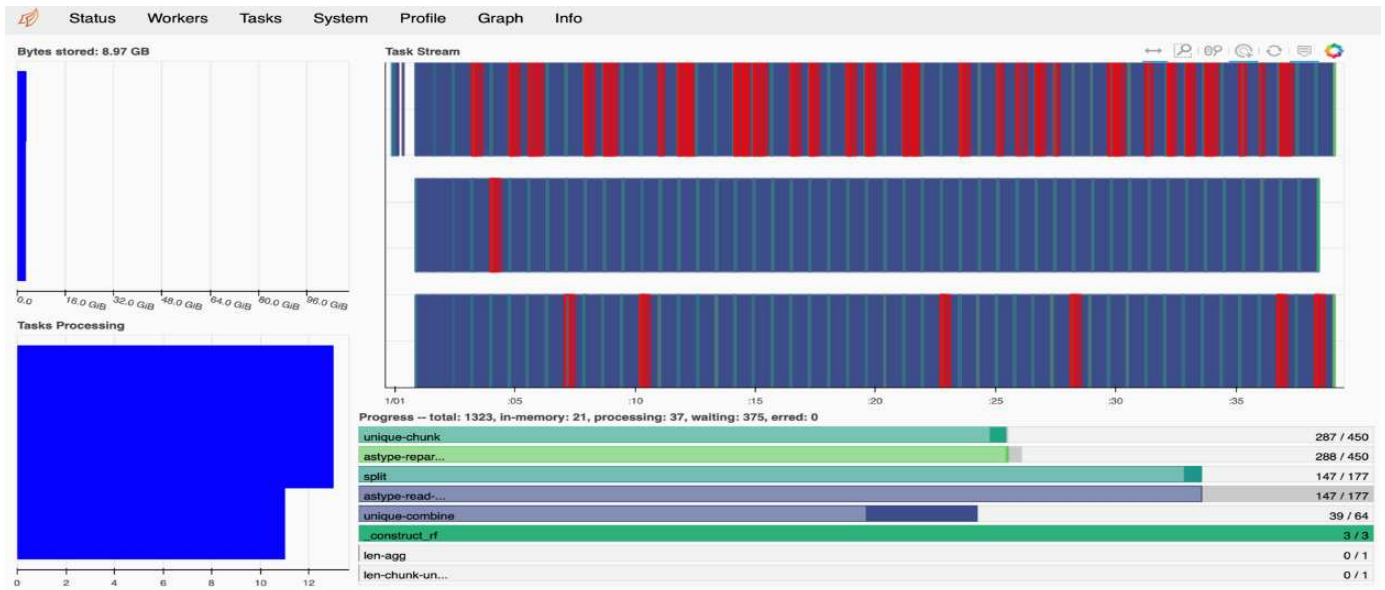 Status Workers Tasks System Profile Graph Info
Bytes stored: 8.97 GB
0.0 16.0 GiB 32.0 GiB 48.0 GiB 64.0 GiB 80.0 GiB 96.0 GiB
Tasks Processing
0 2 4 6 8 10 12
Task Stream
1/01 :05 :10 :15 :20 :25 :30 :35
Progress -- total: 1323, in-memory: 21, processing: 37, waiting: 375, erred: 0
unique-chunk 287 / 450
astype-repar... 288 / 450
split 147 / 177
astype-read-... 147 / 177
unique-combine 39 / 64
_construct_rf 3 / 3
len-agg 0 / 1
len-chunk-un... 0 / 1